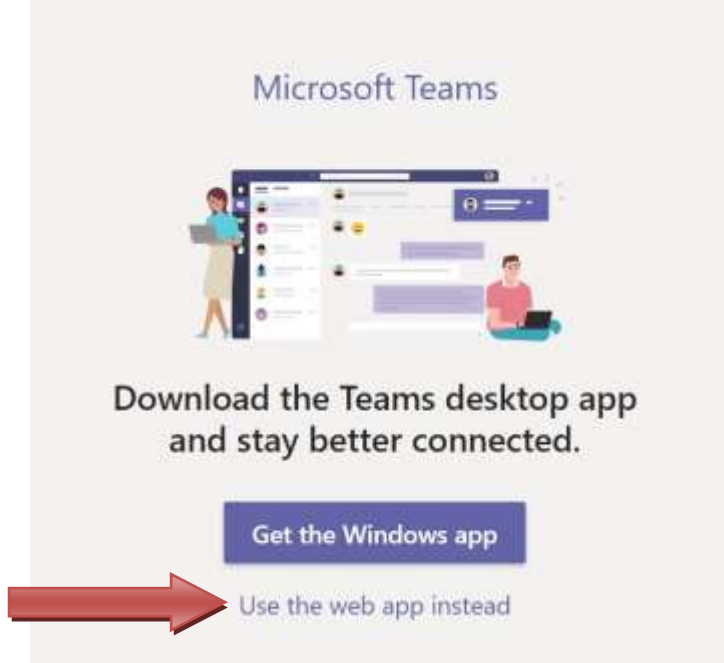 Microsoft Teams
Download the Teams desktop app
and stay better connected.
Get the Windows app
Use the web app instead